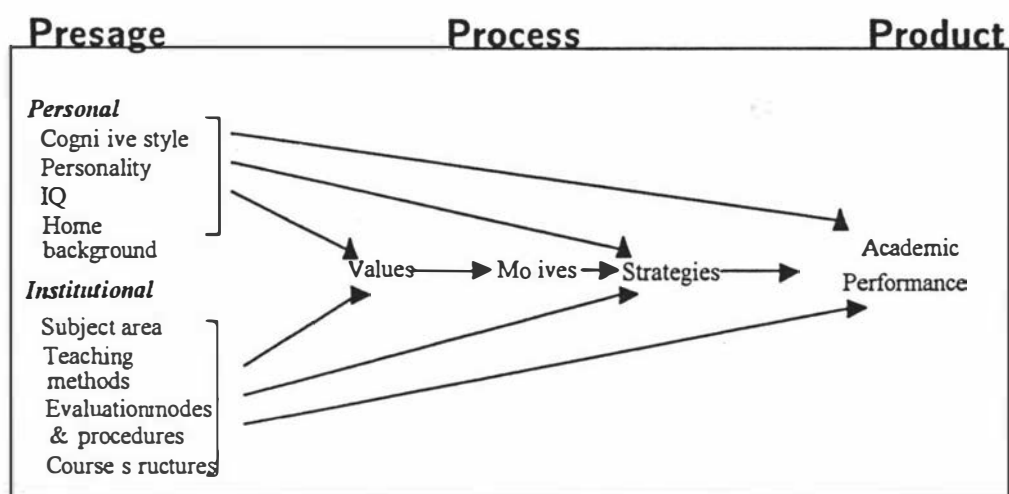 Presage Process Product
Personal
Cogni ive style
Personality
IQ
Home
background
Values Mo ives Strategies
Academic
Performance
Institutional
Subject area
Teaching
methods
Evaluationmodes
& procedures
Course s ructures